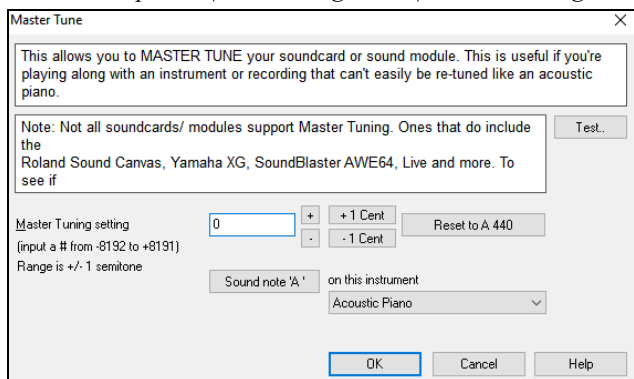 Master Tune
This allows you to MASTER TUNE your soundcard or sound module. This is useful if you're
playing along with an instrument or recording that can't easily be re-tuned like an acoustic
piano.
Note: Not all soundcards/ modules support Master Tuning. Ones that do include
the
Roland Sound Canvas, Yamaha XG, SoundBlaster AWE64, Live and more. To
see if
Test..
Master Tuning setting
0
+
+ 1 Cent
Reset to A 440
(input a # from -8192 to +8191)
-
- 1 Cent
Range is +/- 1 semitone
Sound note 'A '
on this instrument
Acoustic Piano
OK
Cancel
Help